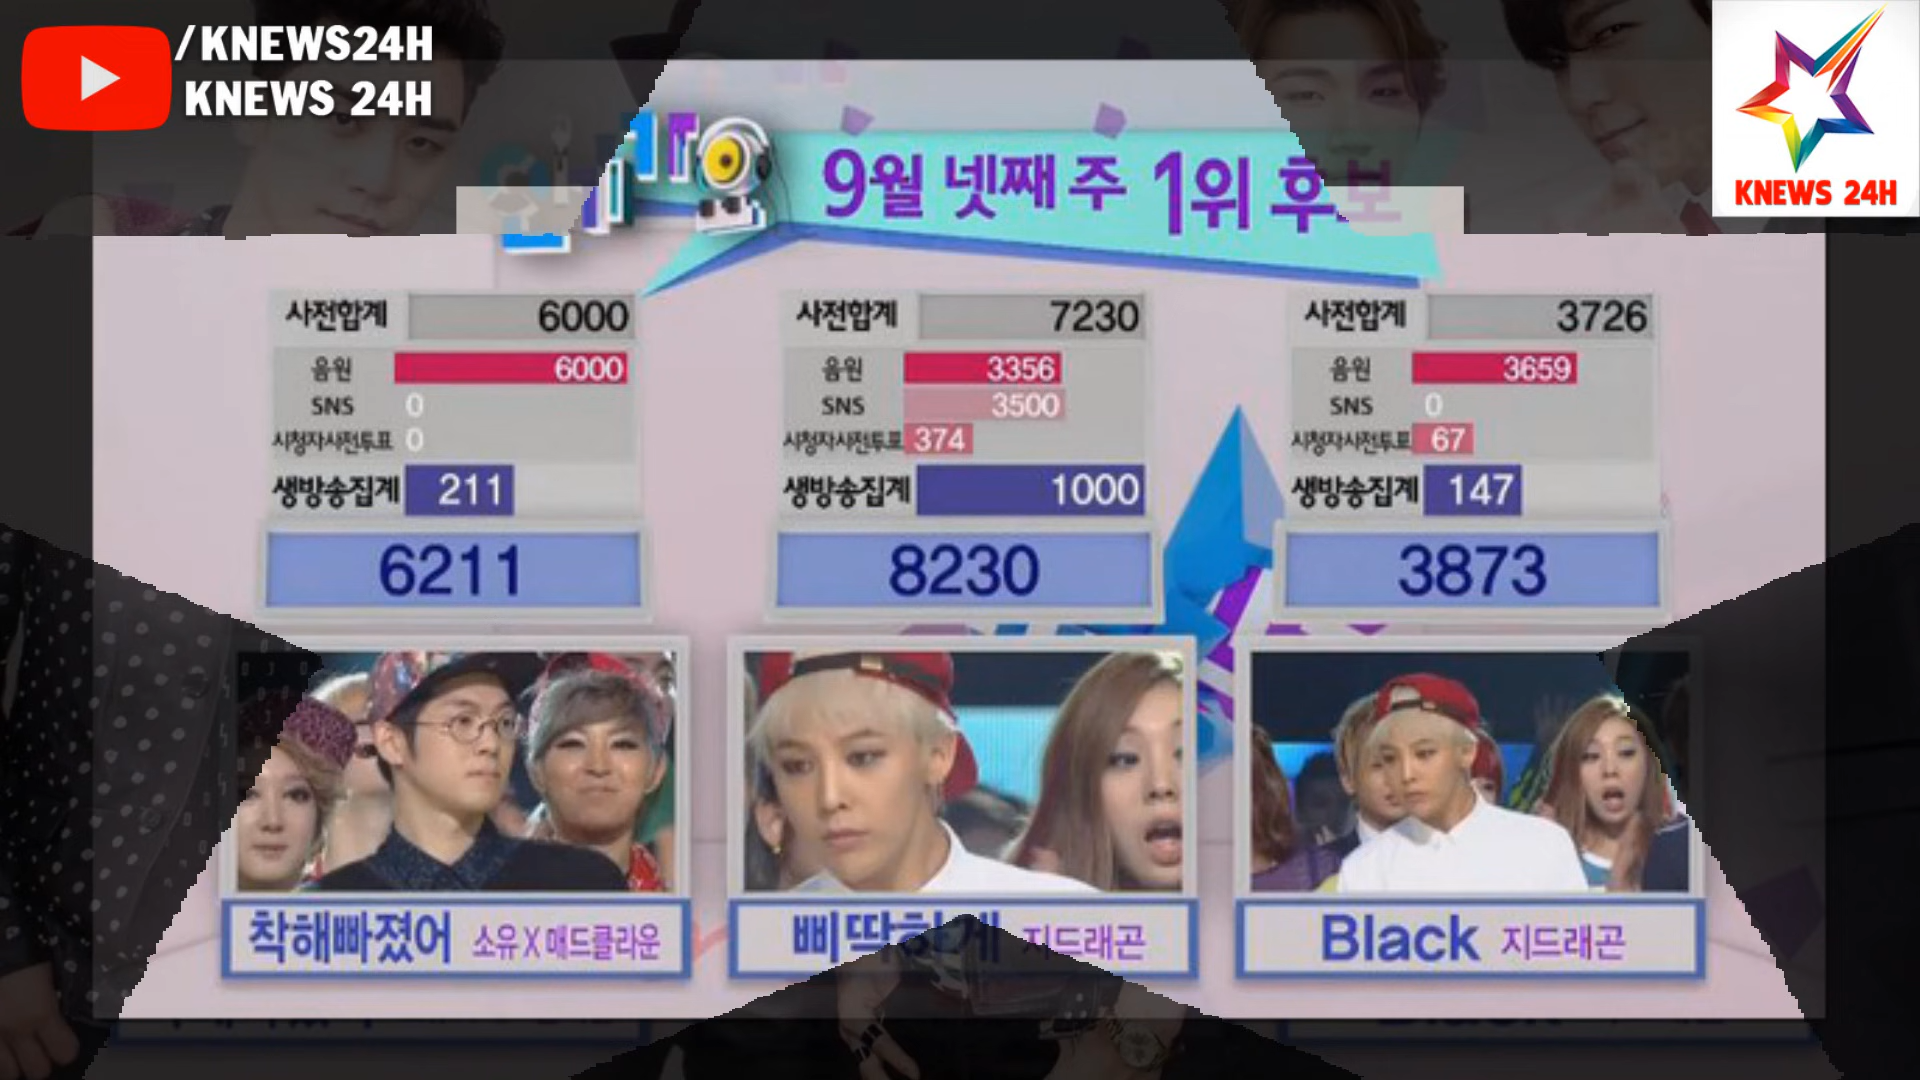 /KNEWS24H
KNEWS 24H
KNEWS 24H
9월 넷째 주 1위 후보
사전합계 6000
음원 6000
SNS 0
시청자사전투표 0
생방송집계 211
6211
착해빠졌어 소유 X 매드클라운
사전합계 7230
음원 3356
SNS 3500
시청자사전투표 374
생방송집계 1000
8230
삐딱하게 지드래곤
사전합계 3726
음원 3659
SNS 0
시청자사전투표 67
생방송집계 147
3873
Black 지드래곤